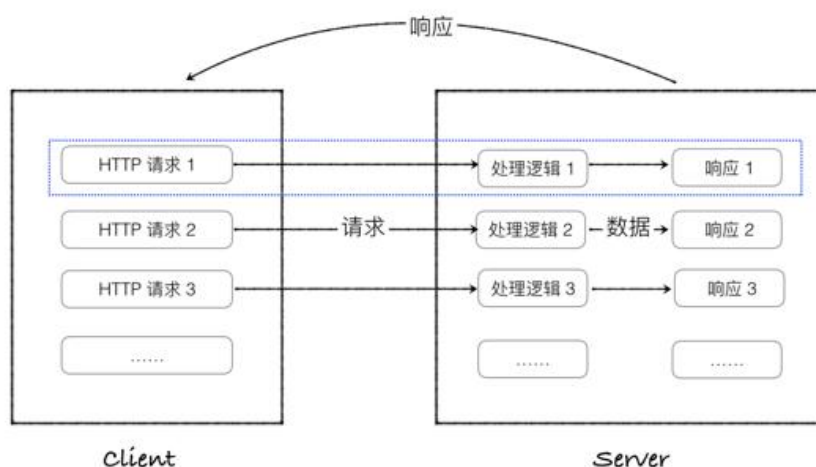 响应
HTTP 请求 1
处理逻辑 1
响应 1
HTTP 请求 2
请求
处理逻辑 2
数据
响应 2
HTTP 请求 3
处理逻辑 3
响应 3
……
……
……
Client
Server